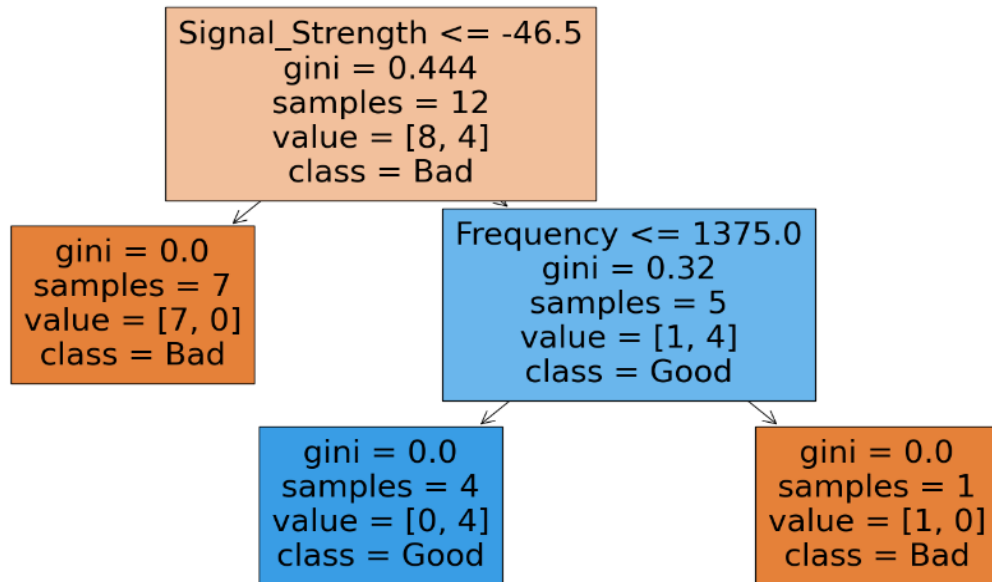 Signal_Strength <= -46.5
gini = 0.444
samples = 12
value = [8, 4]
class = Bad
gini = 0.0
samples = 7
value = [7, 0]
class = Bad
Frequency <= 1375.0
gini = 0.32
samples = 5
value = [1, 4]
class = Good
gini = 0.0
samples = 4
value = [0, 4]
class = Good
gini = 0.0
samples = 1
value = [1, 0]
class = Bad